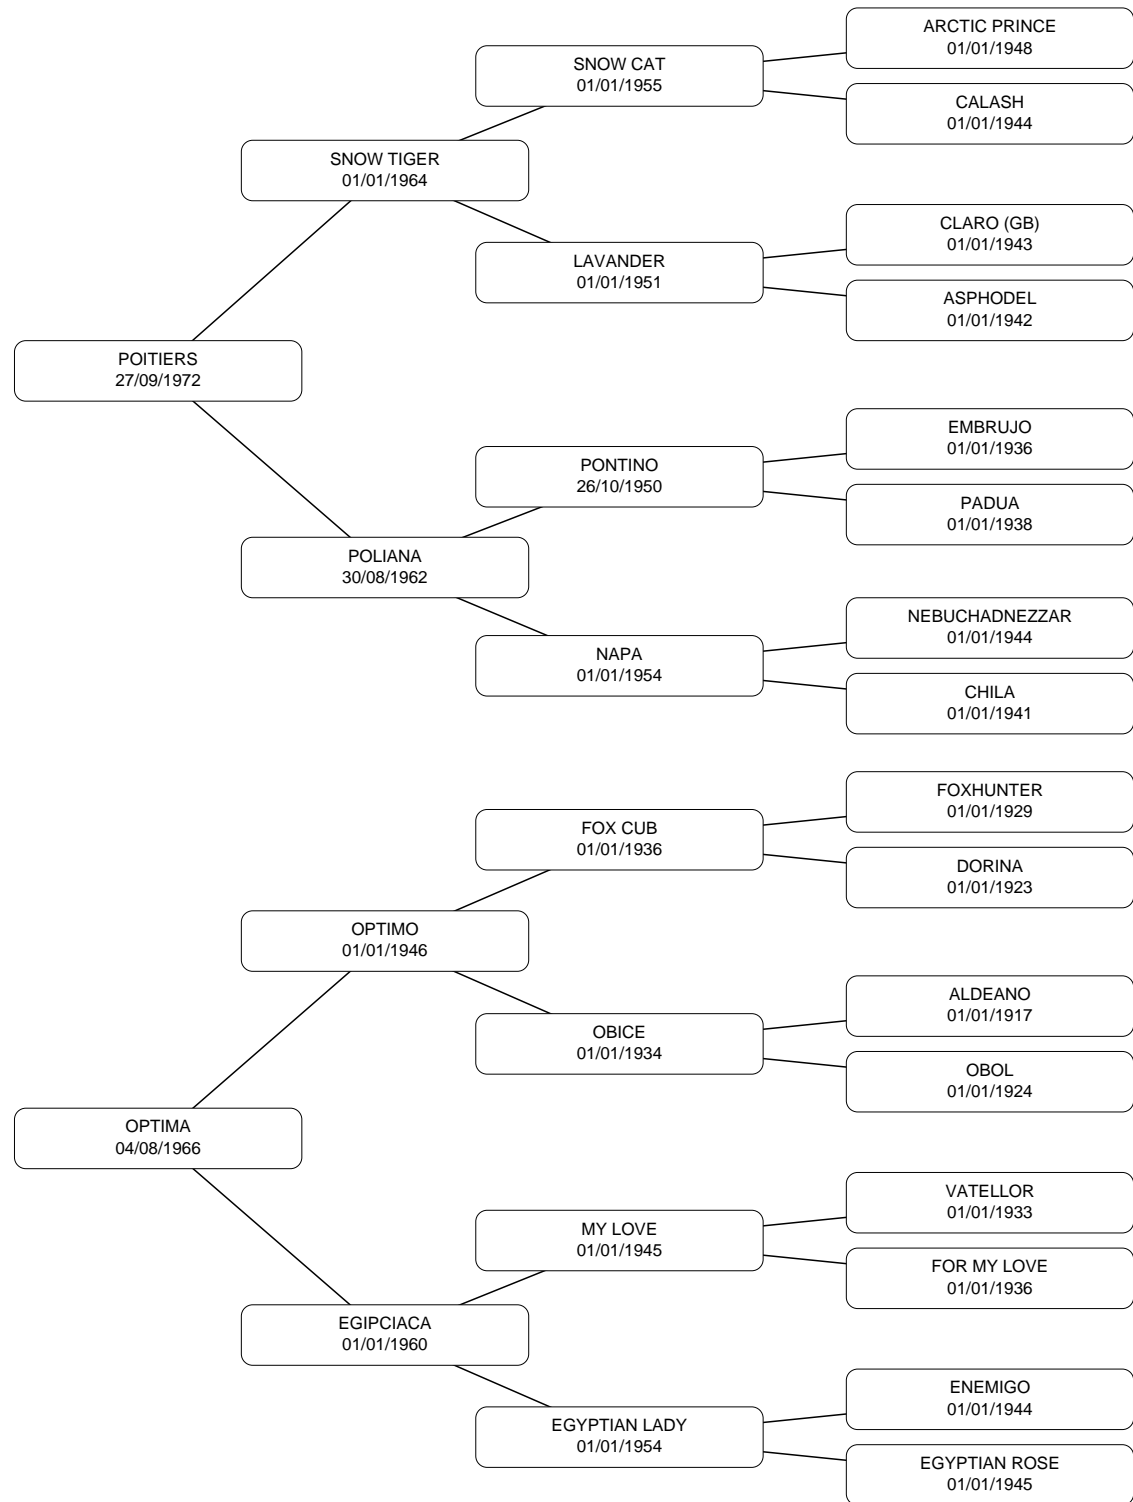 ARCTIC PRINCE
01/01/1948
SNOW CAT
01/01/1955
CALASH
01/01/1944
SNOW TIGER
01/01/1964
CLARO (GB)
01/01/1943
LAVANDER
01/01/1951
ASPHODEL
01/01/1942
POITIERS
27/09/1972
EMBRUJO
01/01/1936
PONTINO
26/10/1950
PADUA
01/01/1938
POLIANA
30/08/1962
NEBUCHADNEZZAR
01/01/1944
NAPA
01/01/1954
CHILA
01/01/1941
FOXHUNTER
01/01/1929
FOX CUB
01/01/1936
DORINA
01/01/1923
OPTIMO
01/01/1946
ALDEANO
01/01/1917
OBICE
01/01/1934
OBOL
01/01/1924
OPTIMA
04/08/1966
VATELLOR
01/01/1933
MY LOVE
01/01/1945
FOR MY LOVE
01/01/1936
EGIPCIACA
01/01/1960
ENEMIGO
01/01/1944
EGYPTIAN LADY
01/01/1954
EGYPTIAN ROSE
01/01/1945